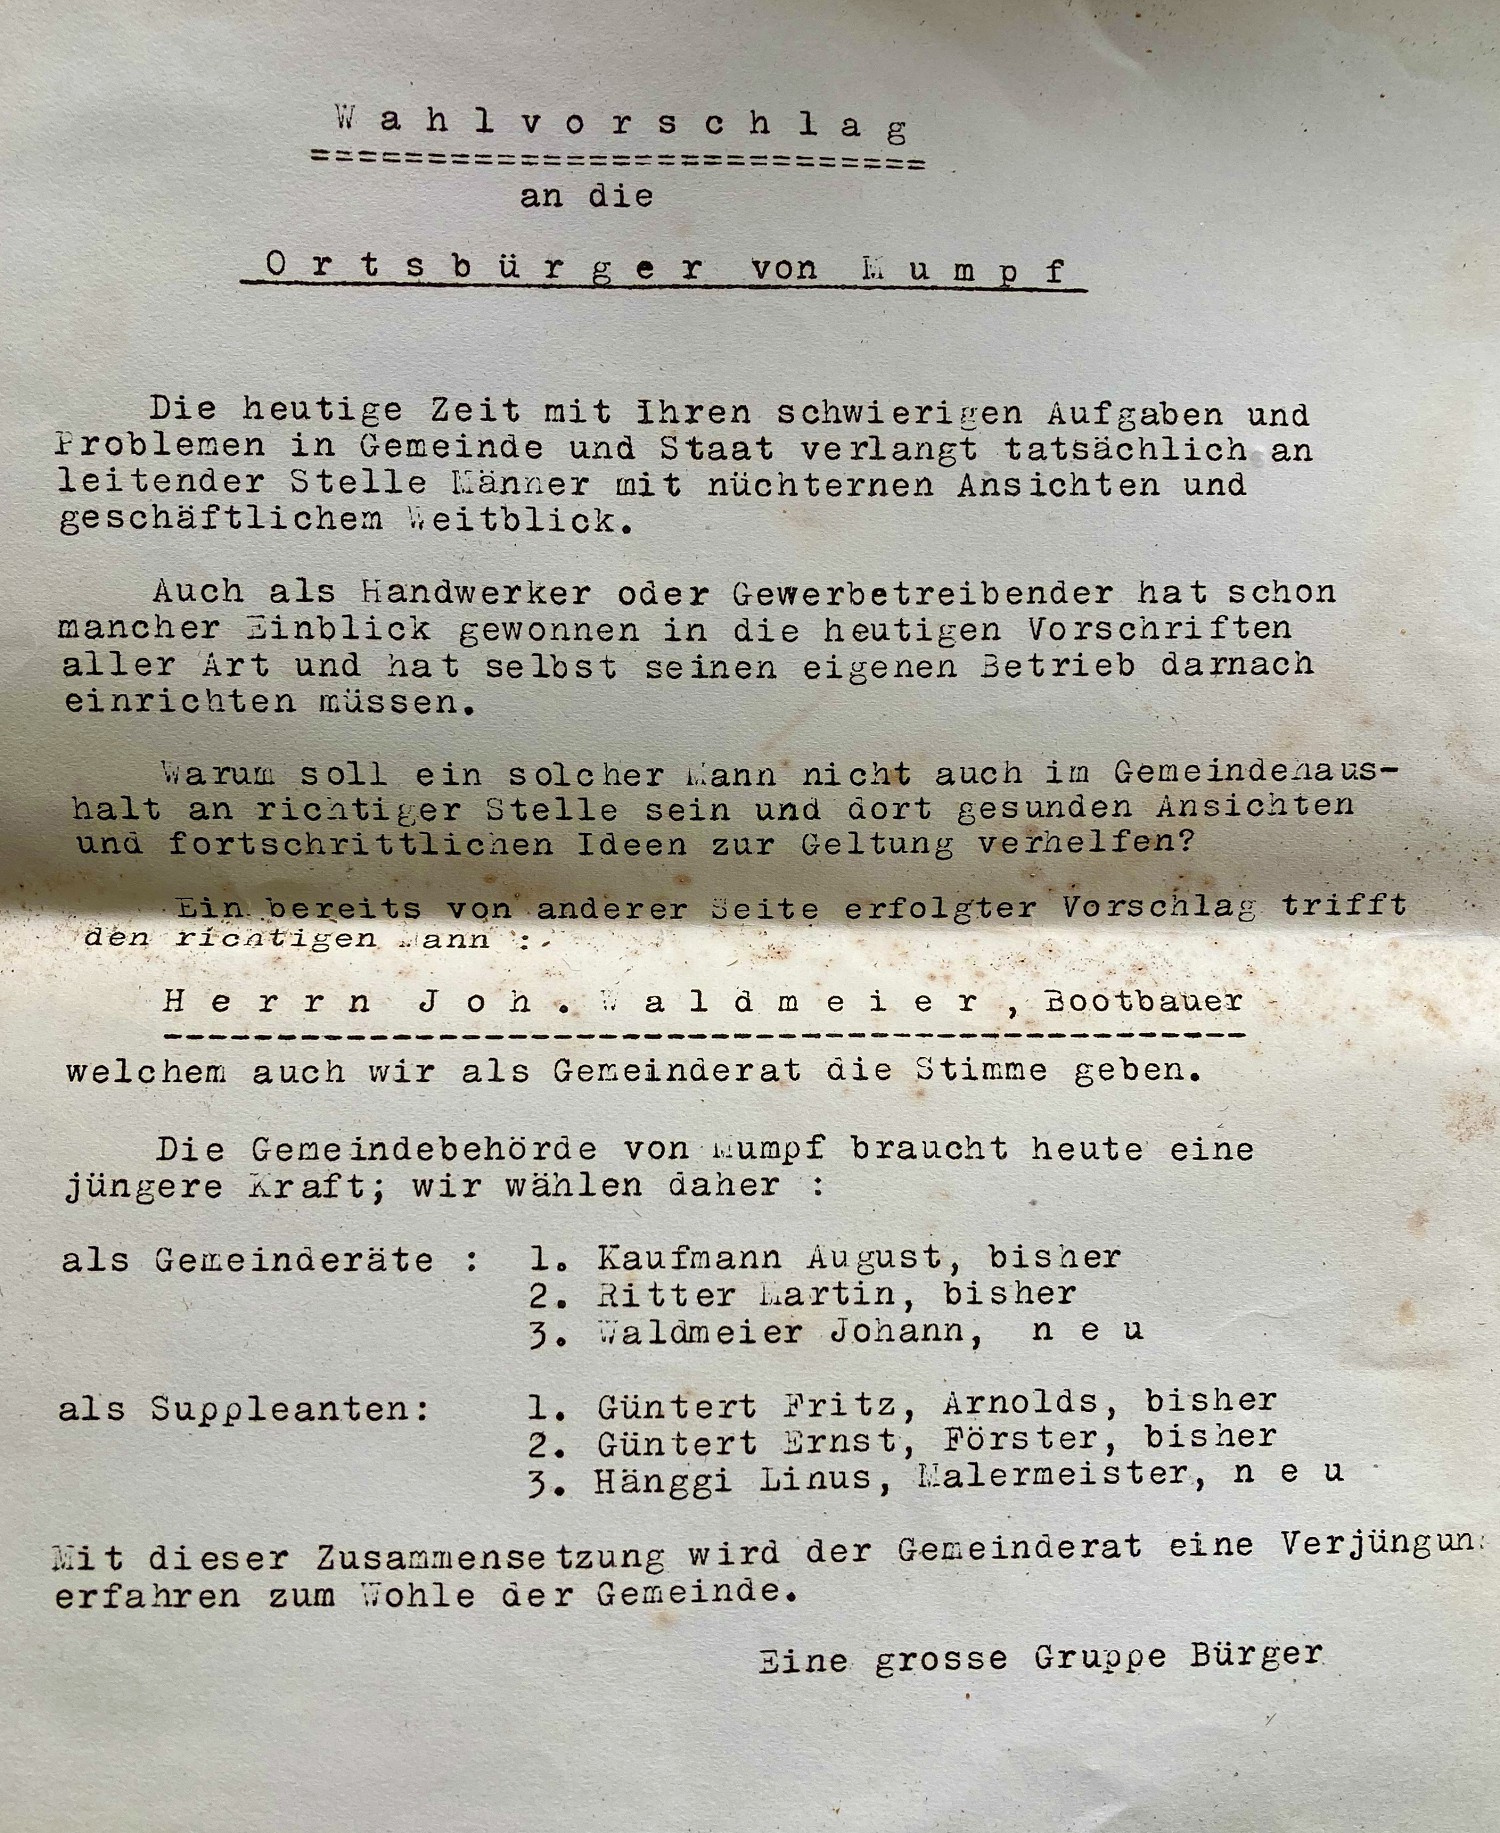 W a h l v o r s c h l a g
===========================
an die
O r t s b ü r g e r  von  M u m p f
Die heutige Zeit mit Ihren schwierigen Aufgaben und
Problemen in Gemeinde und Staat verlangt tatsächlich an
leitender Stelle Männer mit nüchternen Ansichten und
geschäftlichem Weitblick.
Auch als Handwerker oder Gewerbetreibender hat schon
mancher Einblick gewonnen in die heutigen Vorschriften
aller Art und hat selbst seinen eigenen Betrieb darnach
einrichten müssen.
Warum soll ein solcher Mann nicht auch im Gemeindehaus-
halt an richtiger Stelle sein und dort gesunden Ansichten
und fortschrittlichen Ideen zur Geltung verhelfen?
Ein bereits von anderer Seite erfolgter Vorschlag trifft
den richtigen Mann :
H e r r n  J o h . W a l d m e i e r , Bootbauer
welchem auch wir als Gemeinderat die Stimme geben.
Die Gemeindebehörde von Mumpf braucht heute eine
jüngere Kraft; wir wählen daher :
als Gemeinderäte : 1. Kaufmann August, bisher
2. Ritter Martin, bisher
3. Waldmeier Johann, n e u
als Suppleanten: 1. Güntert Fritz, Arnolds, bisher
2. Güntert Ernst, Förster, bisher
3. Hänggi Linus, Malermeister, n e u
Mit dieser Zusammensetzung wird der Gemeinderat eine Verjüngung
erfahren zum Wohle der Gemeinde.
Eine grosse Gruppe Bürger